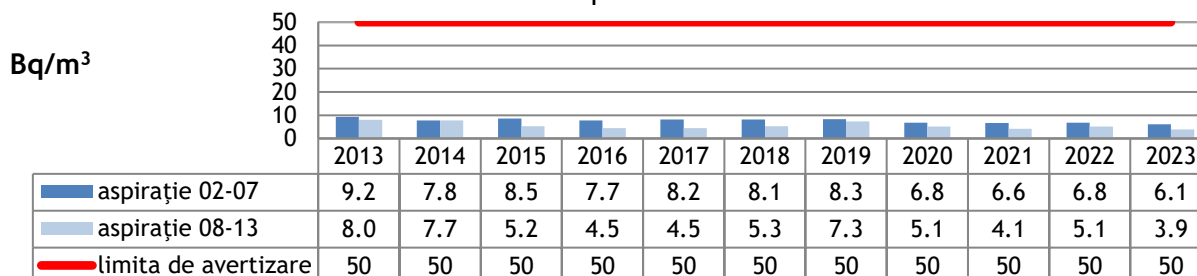 Bq/m³
50
40
30
20
10
0
2013 2014 2015 2016 2017 2018 2019 2020 2021 2022 2023
aspirație 02-07 9.2 7.8 8.5 7.7 8.2 8.1 8.3 6.8 6.6 6.8 6.1
aspirație 08-13 8.0 7.7 5.2 4.5 4.5 5.3 7.3 5.1 4.1 5.1 3.9
limita de avertizare 50 50 50 50 50 50 50 50 50 50 50